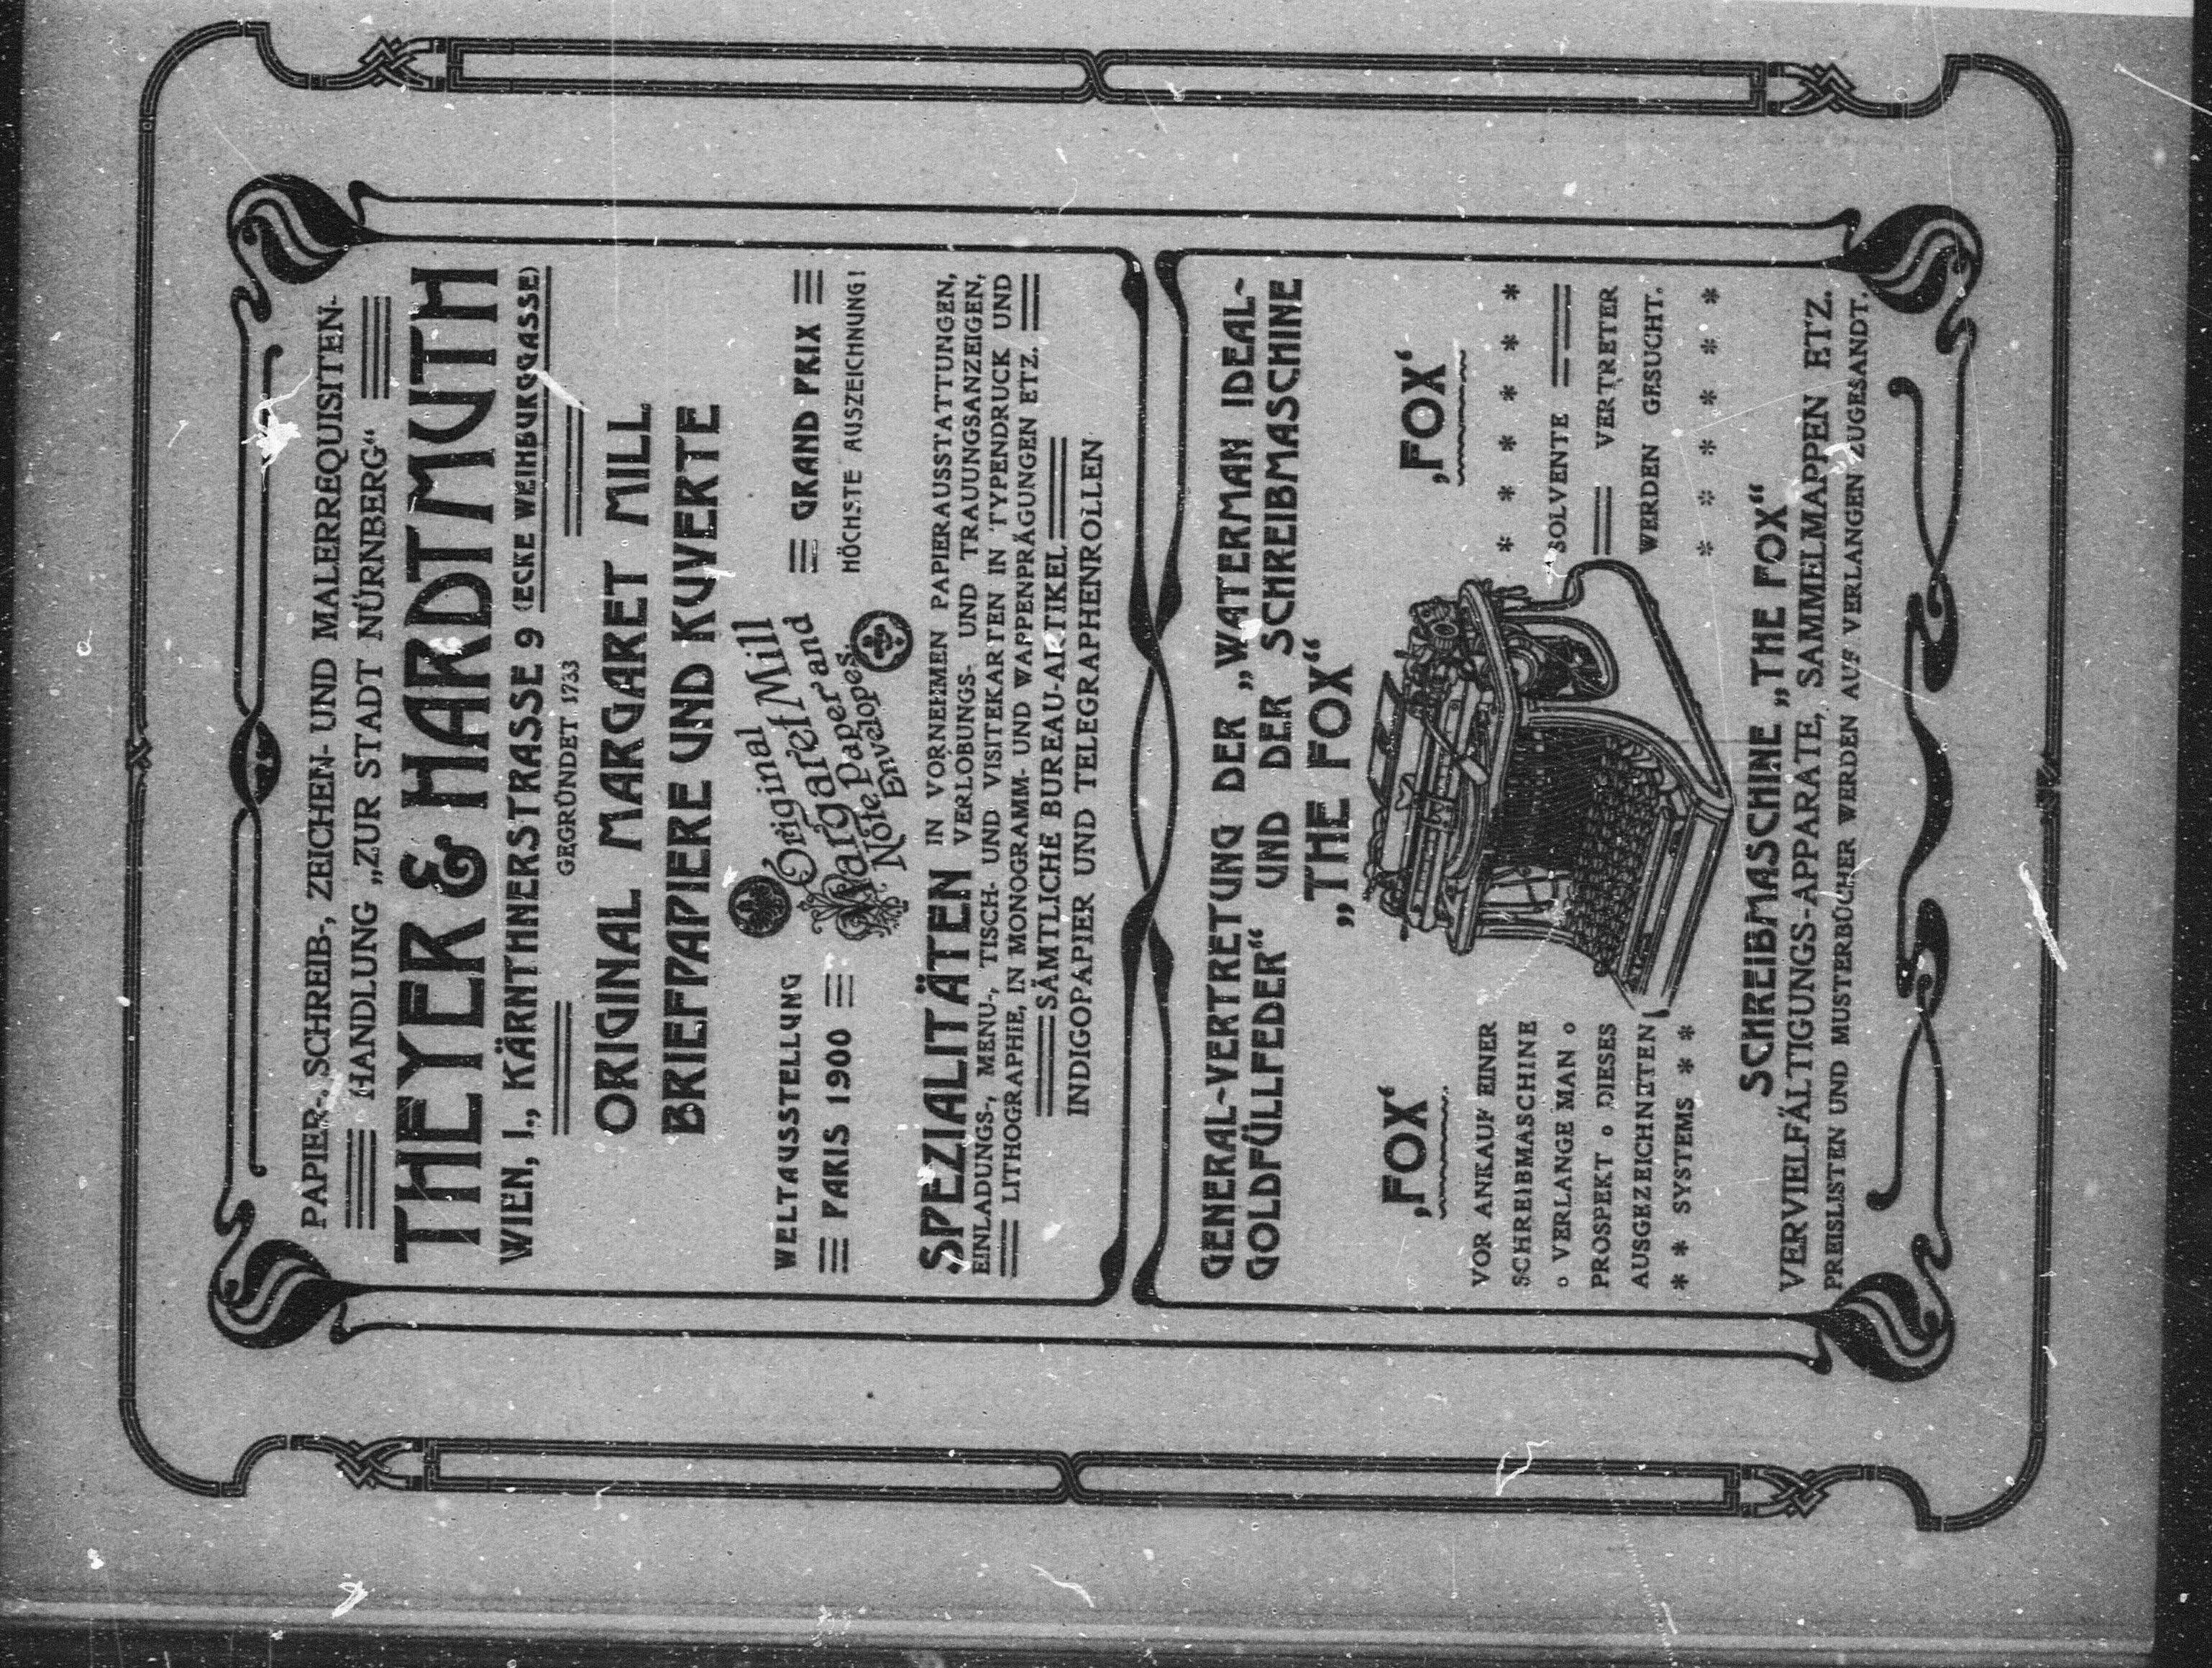 PAPIER-, SCHREIB-, ZEICHEN- UND MALERREQUISITEN-
HANDLUNG „ZUR STADT NÜRNBERG“
THEYER & HARDTMUTH
WIEN, I., KÄRNTHNERSTRASSE 9 (ECKE WEIHBURGGASSE)
GEGRÜNDET 1733
ORIGINAL MARGARET MILL
BRIEFPAPIERE UND KUVERTE
WELTAUSSTELLUNG
PARIS 1900
Original
Margaret Mill
Note Paper and
Envelopes.
GRAND PRIX
HÖCHSTE AUSZEICHNUNG!
SPEZIALITÄTEN IN VORNEHMEN PAPIERAUSSTATTUNGEN,
EINLADUNGS-, MENU-, TISCH- UND VERLOBUNGS- UND TRAUUNGSANZEIGEN,
LITHOGRAPHIE, IN MONOGRAMM- UND VISITEKARTEN IN TYPENDRUCK UND
WAPPENPRÄGUNGEN ETZ.
SÄMTLICHE BUREAU-ARTIKEL
INDIGOPAPIER UND TELEGRAPHENROLLEN
GENERAL-VERTRETUNG DER „WATERMAN IDEAL-
GOLDFÜLLFEDER“ UND DER SCHREIBMASCHINE
„THE FOX“
‚FOX‘
VOR ANKAUF EINER
SCHREIBMASCHINE
o VERLANGE MAN o
PROSPEKT o DIESES
AUSGEZEICHNETEN
* * SYSTEMS * *
‚FOX‘
* * * * * *
SOLVENTE
VERTRETER
WERDEN GESUCHT.
* * * * * *
SCHREIBMASCHINE „THE FOX“
VERVIELFÄLTIGUNGS-APPARATE, SAMMELMAPPEN ETZ.
PREISLISTEN UND MUSTERBÜCHER WERDEN AUF VERLANGEN ZUGESANDT.